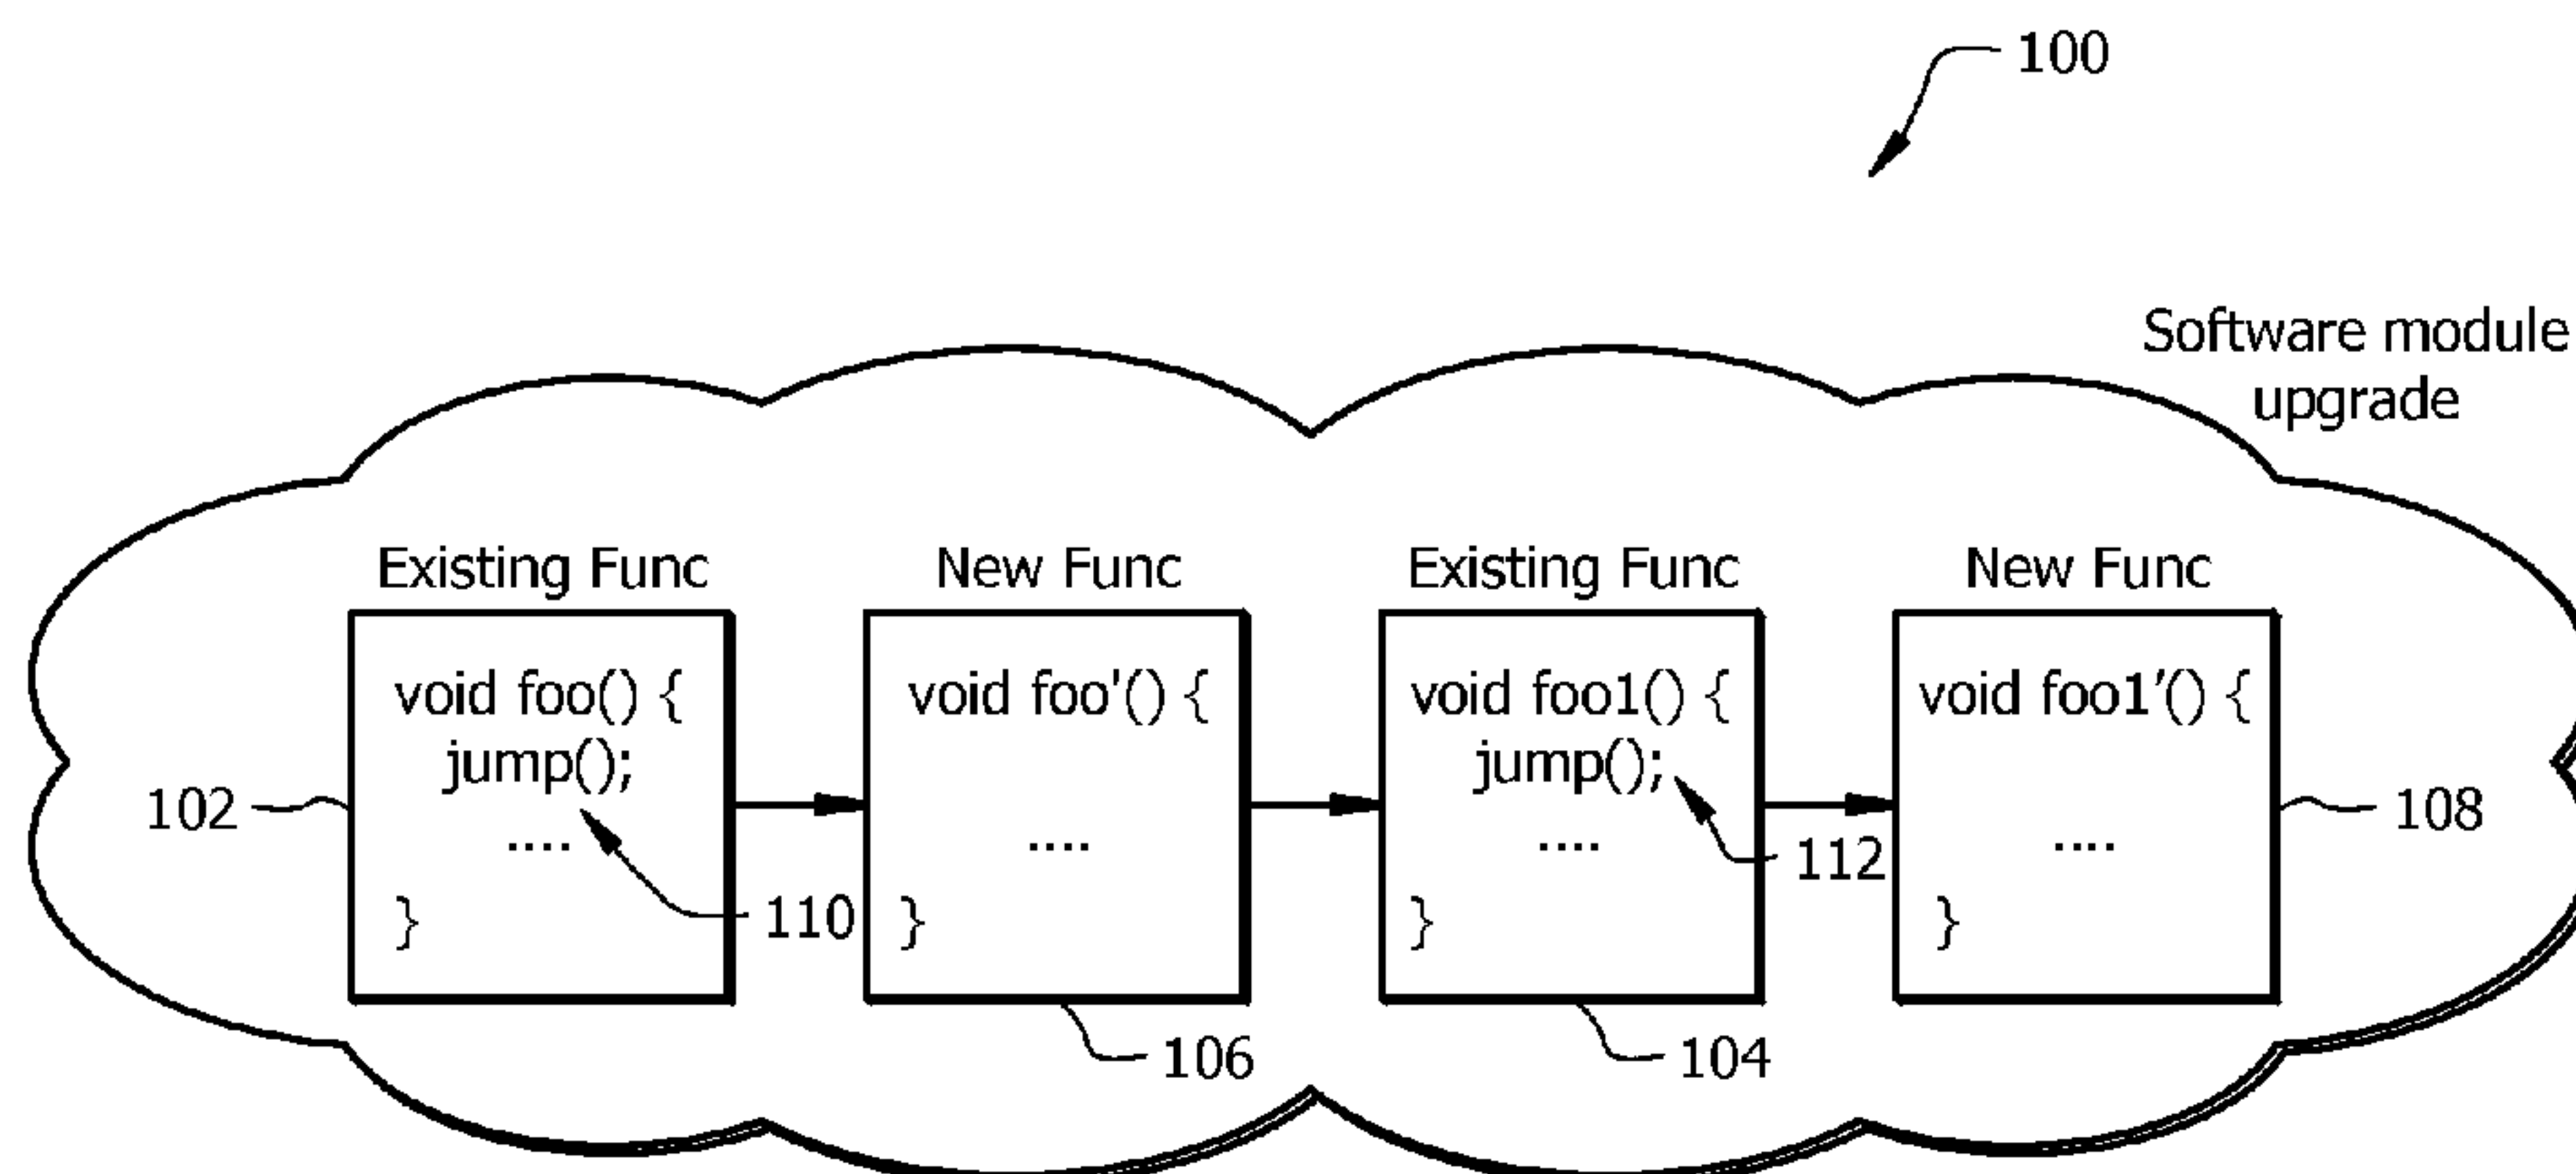 100
Software module
upgrade
Existing Func
New Func
Existing Func
New Func
void foo() {
jump();
....
}
void foo'() {
....
}
void foo1() {
jump();
....
}
void foo1’() {
....
}
102
110
112
108
106
104